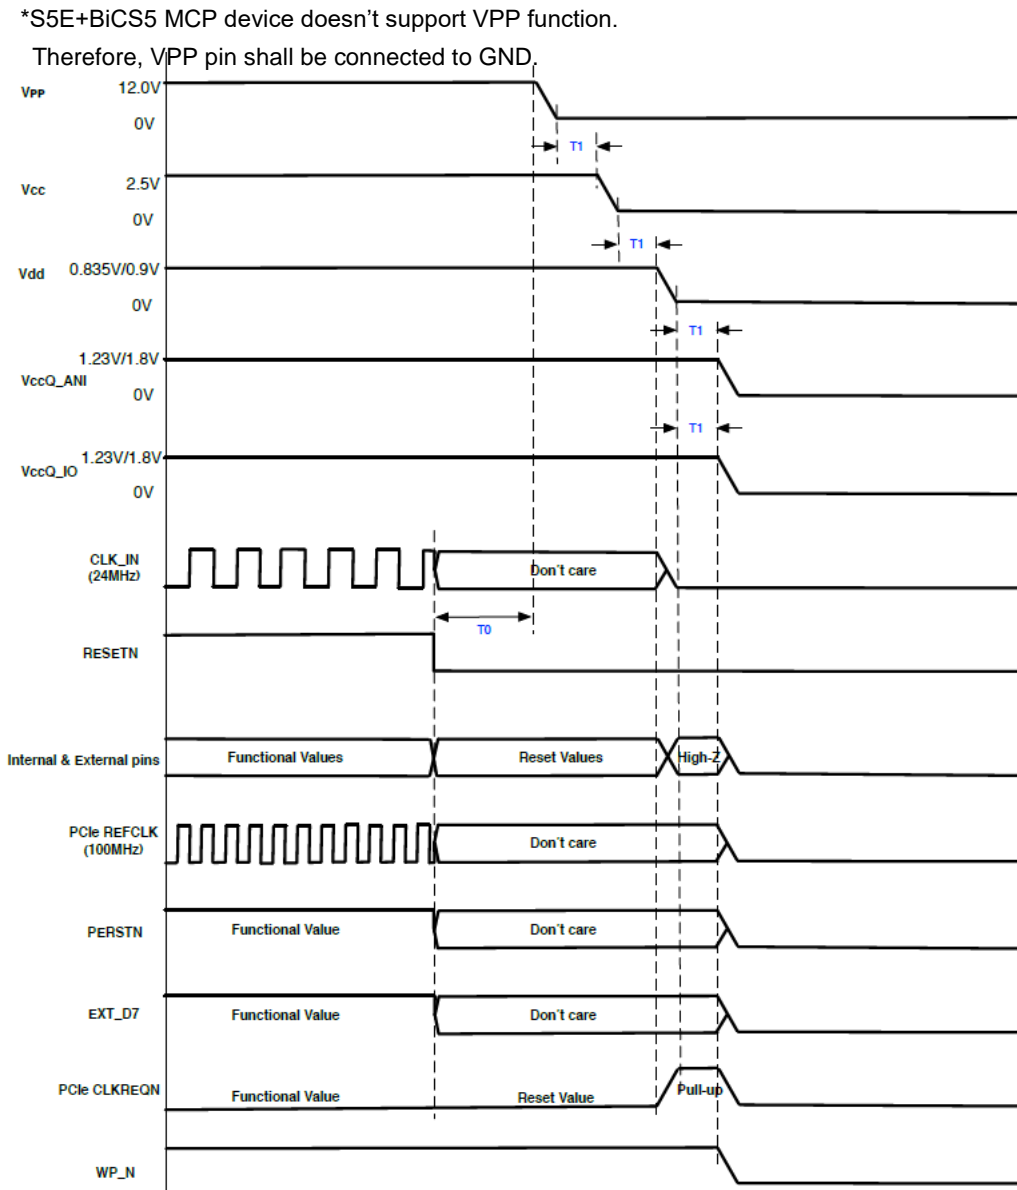 *S5E+BiCS5 MCP device doesn't support VPP function.
Therefore, VPP pin shall be connected to GND.
VPP 12.0V
0V
T1
Vcc 2.5V
0V
T1
Vdd 0.835V/0.9V
0V
T1
1.23V/1.8V
VccQ_ANI
0V
T1
1.23V/1.8V
VccQ_IO
0V
CLK_IN
(24MHz)
Don't care
T0
RESETN
Internal & External pins Functional Values Reset Values High-Z
PCIe REFCLK
(100MHz)
Don't care
PERSTN Functional Value Don't care
EXT_D7 Functional Value Don't care
PCIe CLKREQN Functional Value Reset Value Pull-up
WP_N